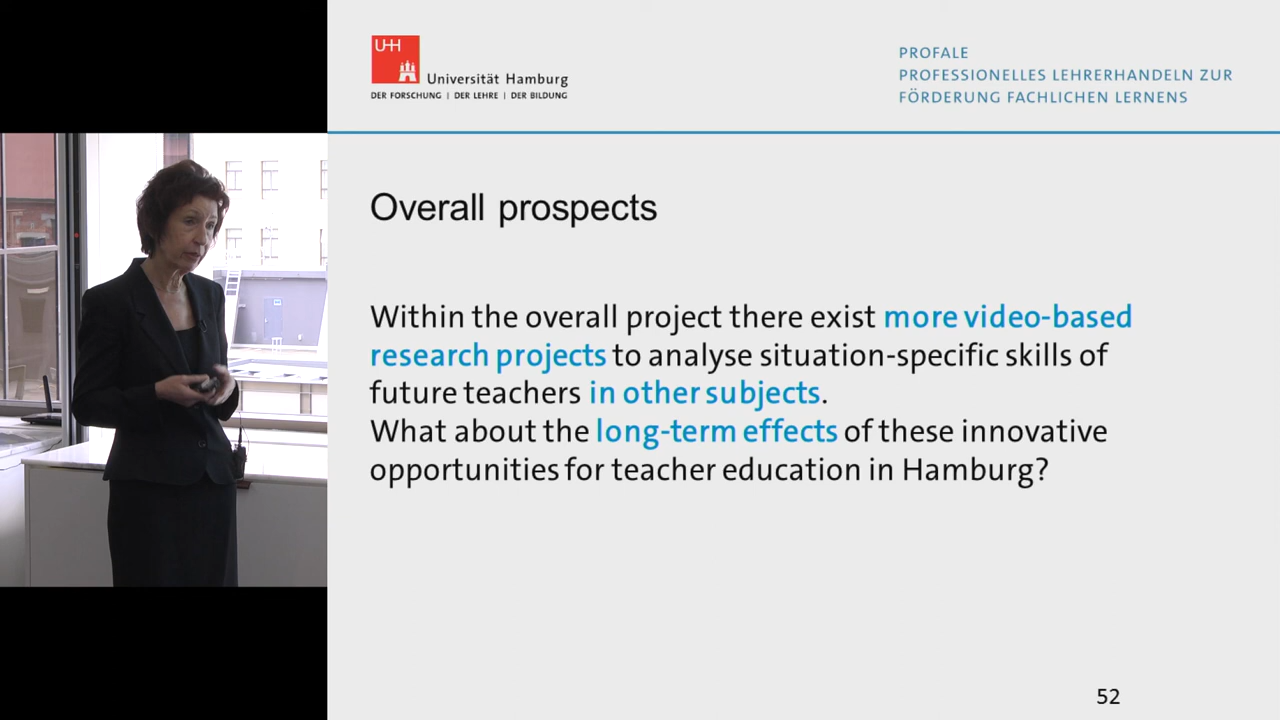 UH
Universität Hamburg
DER FORSCHUNG | DER LEHRE | DER BILDUNG
PROFALE
PROFESSIONELLES LEHRERHANDELN ZUR
FÖRDERUNG FACHLICHEN LERNENS
Overall prospects
Within the overall project there exist more video-based
research projects to analyse situation-specific skills of
future teachers in other subjects.
What about the long-term effects of these innovative
opportunities for teacher education in Hamburg?
52